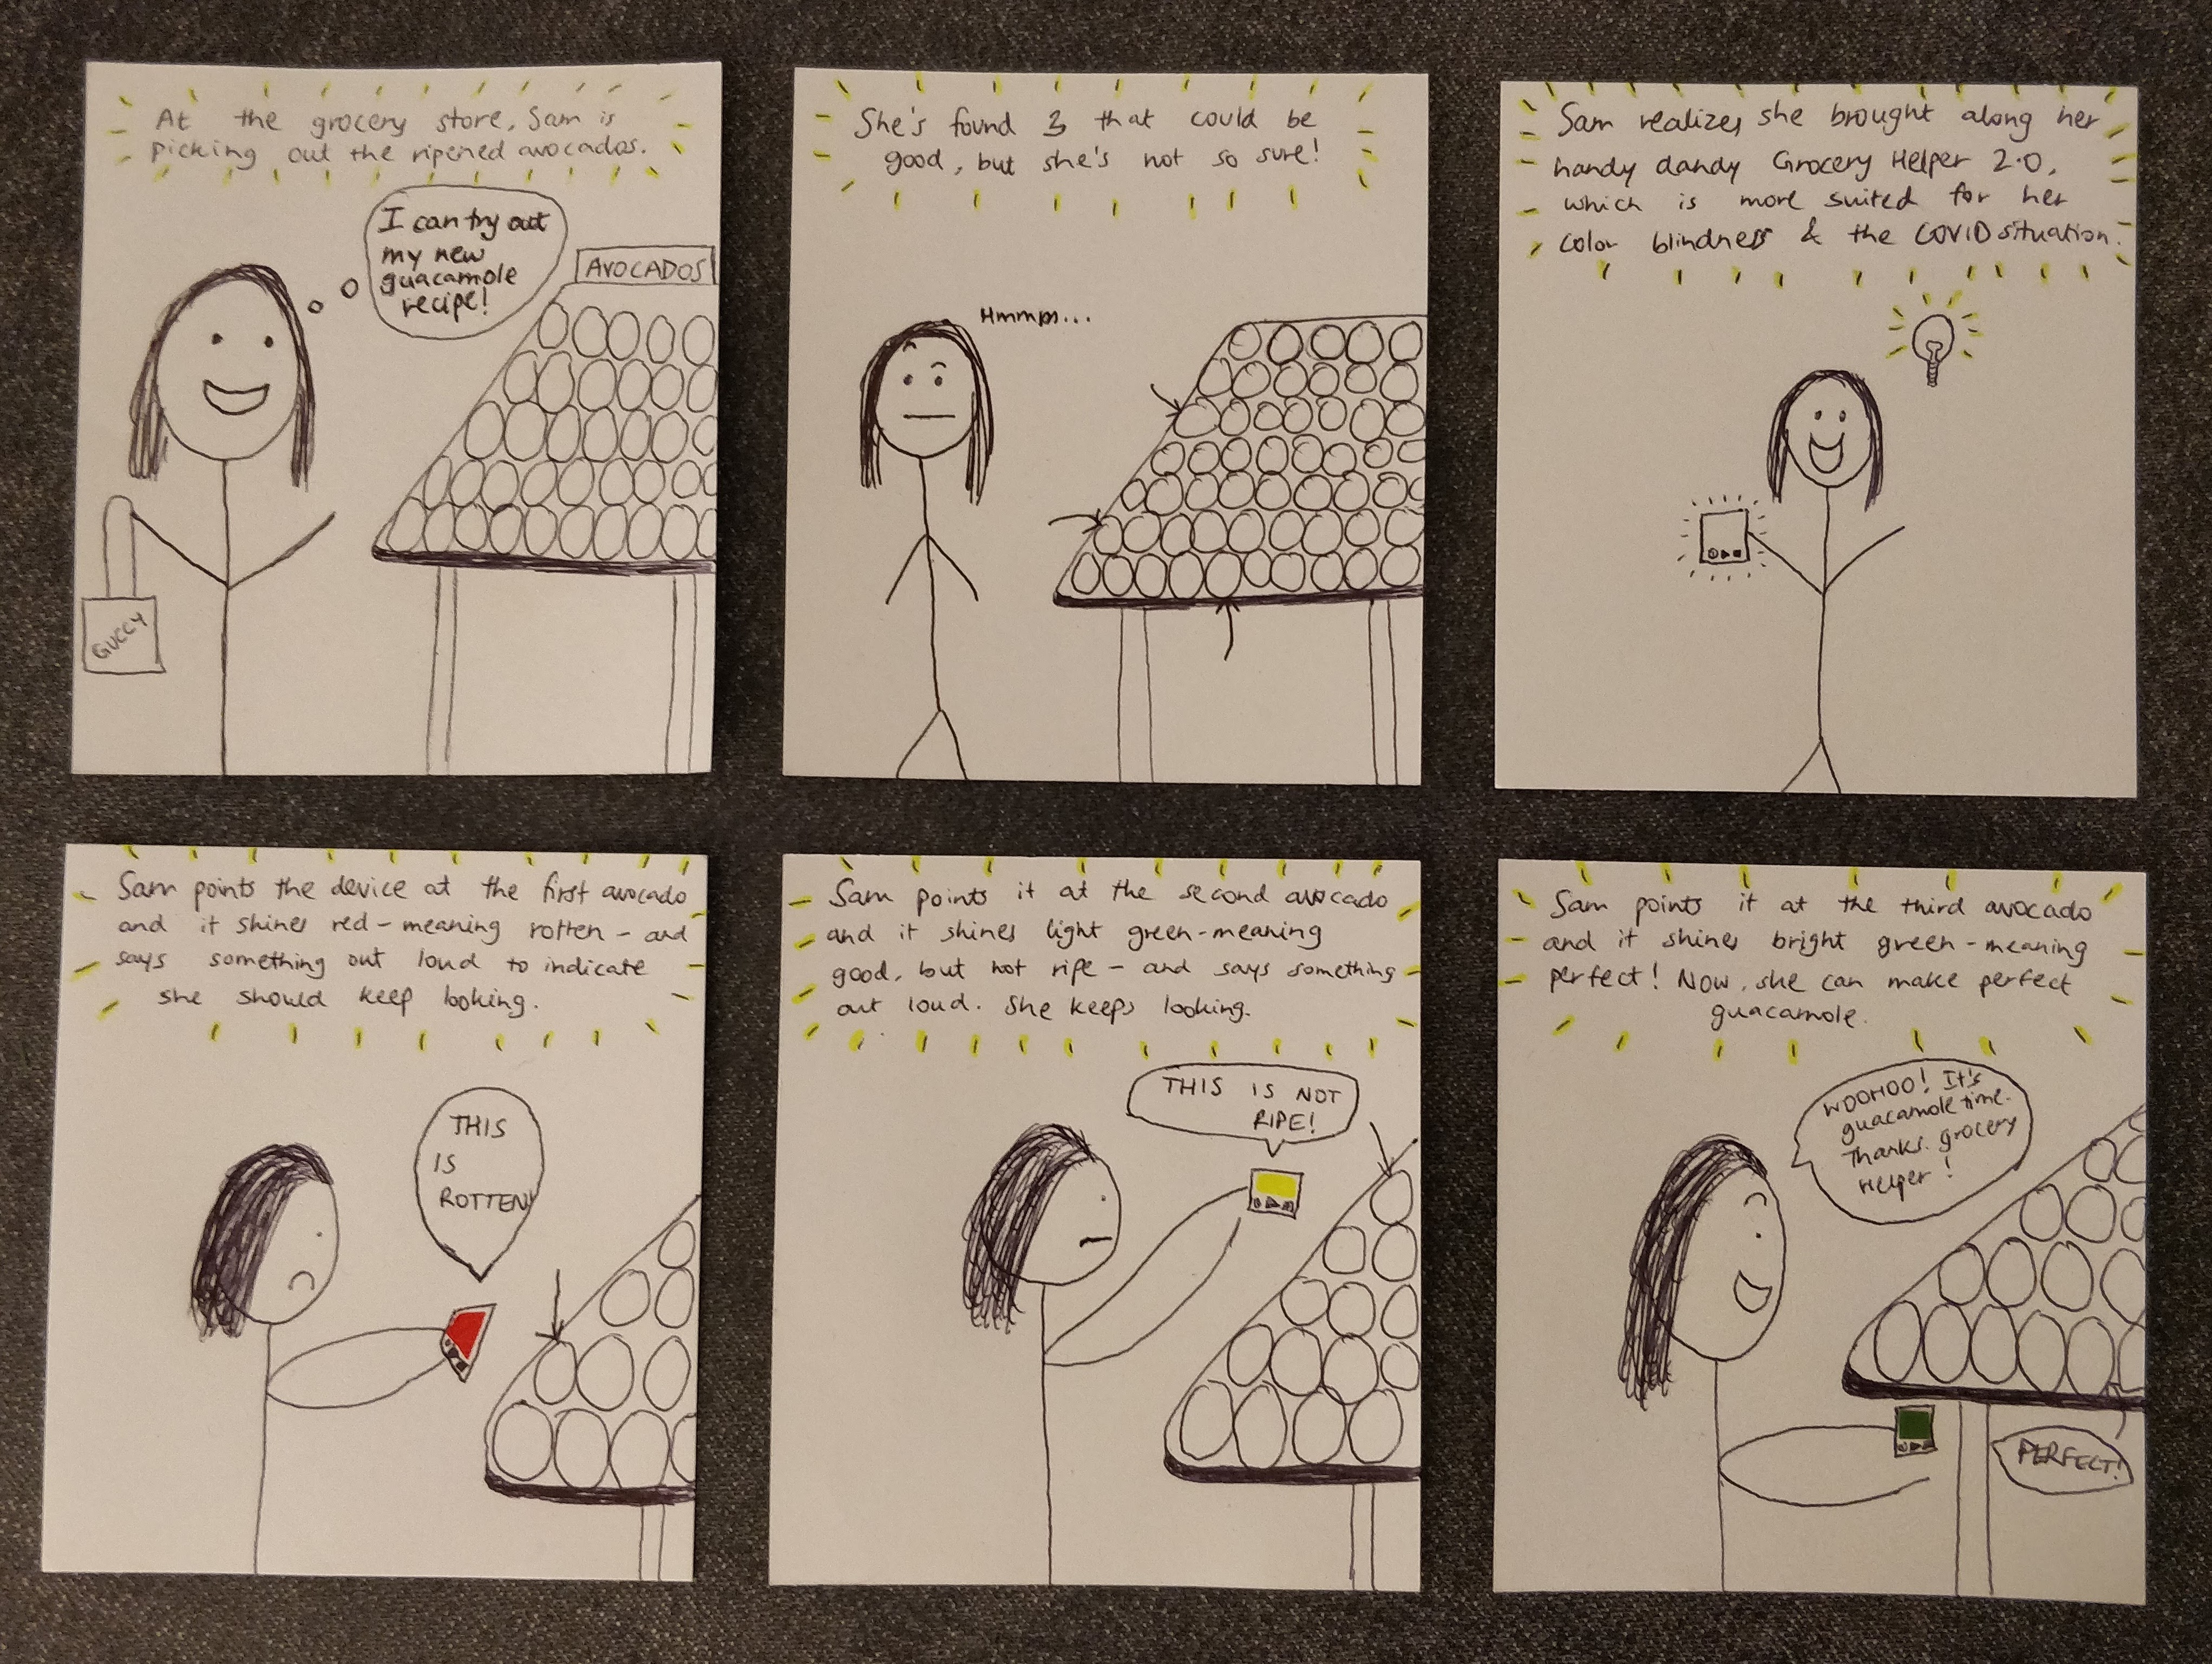 At the grocery store, Sam is
picking out the ripened avocados.
I can try out
my new
guacamole
recipe!
AVOCADOS
GUCCY
She's found 3 that could be
good, but she's not so sure!
Hmmm...
Sam realizes she brought along her
handy dandy Grocery Helper 2.0,
which is more suited for her
color blindness & the COVID situation.
Sam points the device at the first avocado
and it shines red - meaning rotten - and
says something out loud to indicate
she should keep looking.
THIS
IS
ROTTEN!
Sam points it at the second avocado
and it shines light green - meaning
good, but not ripe - and says something
out loud. She keeps looking.
THIS IS NOT
RIPE!
Sam points it at the third avocado
and it shines bright green - meaning
perfect! Now, she can make perfect
guacamole.
WOOHOO! It's
guacamole time.
Thanks, grocery
Helper!
PERFECT!